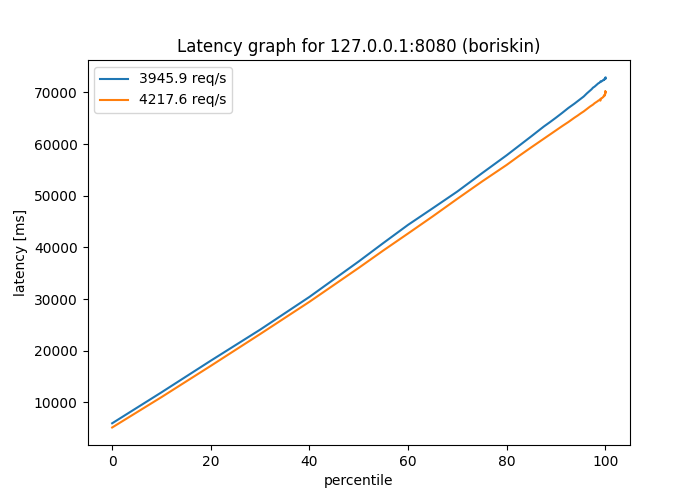 Latency graph for 127.0.0.1:8080 (boriskin)
3945.9 req/s
4217.6 req/s
70000
60000
50000
40000
30000
20000
10000
latency [ms]
0 20 40 60 80 100
percentile